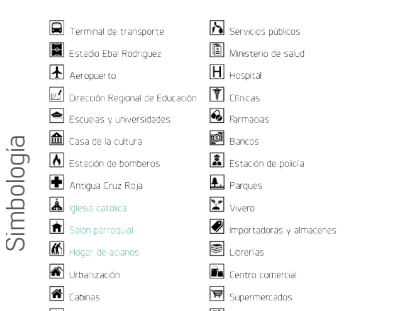 Simbología
Terminal de transporte
Estadio Ebal Rodriguez
Aeropuerto
Dirección Regional de Educación
Escuelas y universidades
Casa de la cultura
Estación de bomberos
Antigua Cruz Roja
Iglesia católica
Salón parroquial
Hogar de acianos
Urbanización
Cabinas
Servicios públicos
Ministerio de salud
H Hospital
Clínicas
Farmacias
Bancos
Estación de policía
Parques
Vivero
Importadoras y almacenes
Librerías
Centro comercial
Supermercados